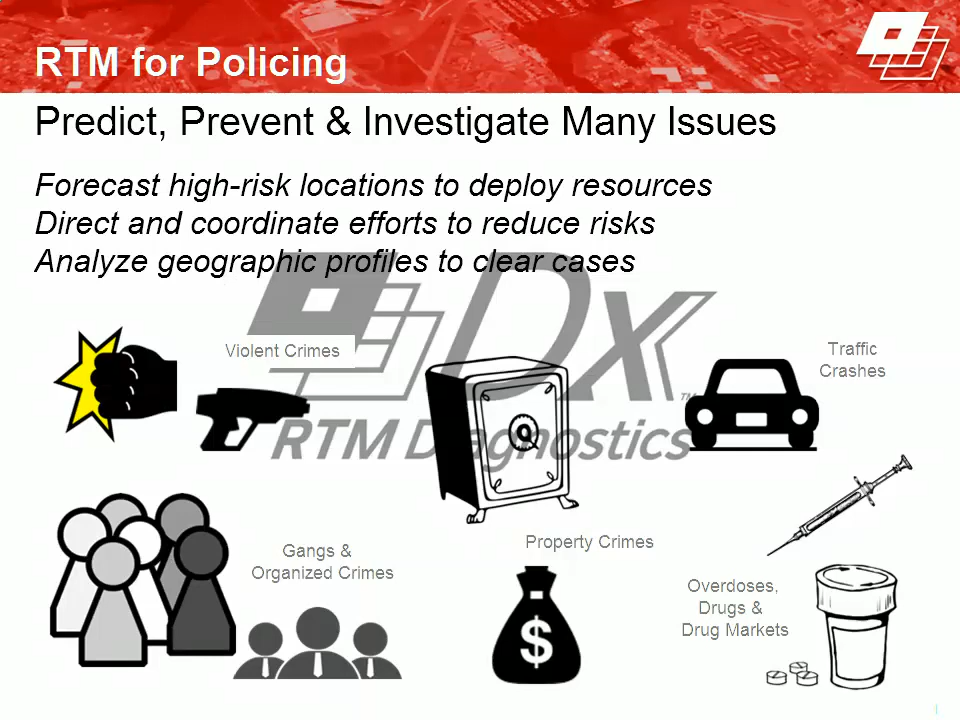 RTM for Policing
Predict, Prevent & Investigate Many Issues
Forecast high-risk locations to deploy resources
Direct and coordinate efforts to reduce risks
Analyze geographic profiles to clear cases
Dx
TM
RTM Diagnostics
Violent Crimes
Traffic
Crashes
Gangs &
Organized Crimes
Property Crimes
$
Overdoses,
Drugs &
Drug Markets